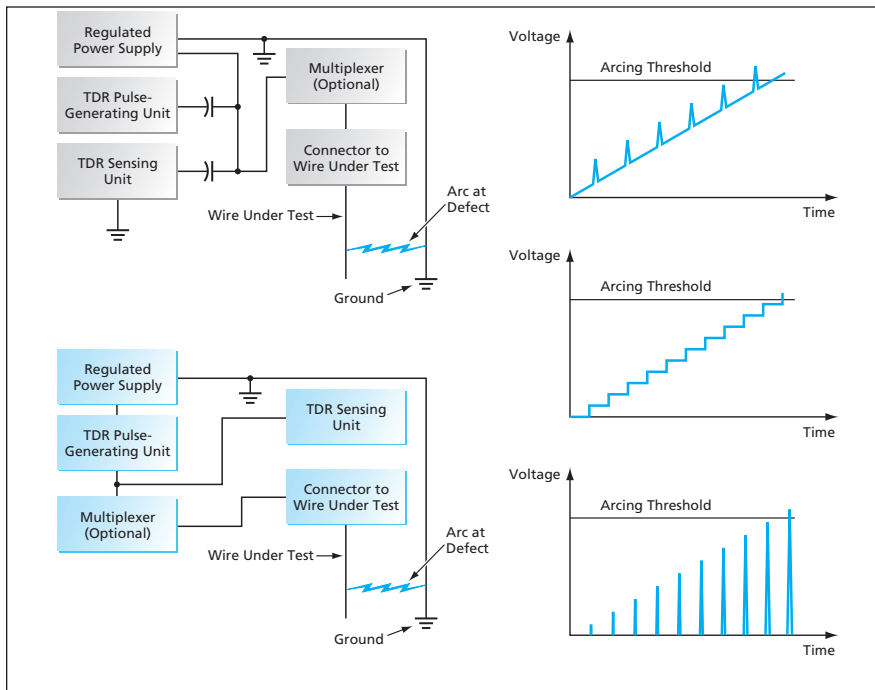 Regulated
Power Supply
TDR Pulse-
Generating Unit
TDR Sensing
Unit
Multiplexer
(Optional)
Connector to
Wire Under Test
Wire Under Test
Arc at
Defect
Ground
Regulated
Power Supply
TDR Pulse-
Generating Unit
Multiplexer
(Optional)
TDR Sensing
Unit
Connector to
Wire Under Test
Wire Under Test
Arc at
Defect
Ground
Voltage
Arcing Threshold
Time
Voltage
Arcing Threshold
Time
Voltage
Arcing Threshold
Time